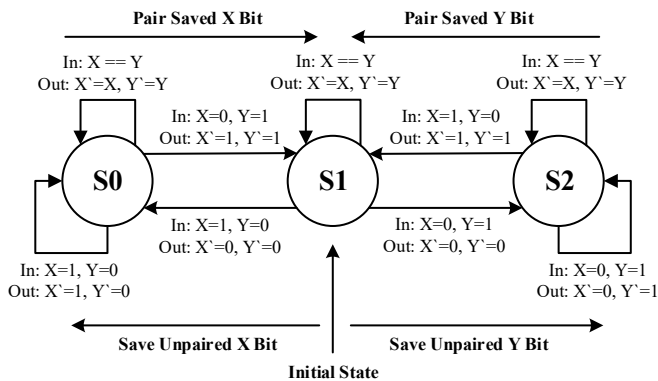 Pair Saved X Bit
Pair Saved Y Bit
In: X == Y
Out: X`=X, Y`=Y
In: X == Y
Out: X`=X, Y`=Y
In: X == Y
Out: X`=X, Y`=Y
In: X=0, Y=1
Out: X`=1, Y`=1
In: X=1, Y=0
Out: X`=1, Y`=1
S0
S1
S2
In: X=1, Y=0
Out: X`=0, Y`=0
In: X=0, Y=1
Out: X`=0, Y`=0
In: X=1, Y=0
Out: X`=1, Y`=0
In: X=0, Y=1
Out: X`=0, Y`=1
Save Unpaired X Bit
Save Unpaired Y Bit
Initial State